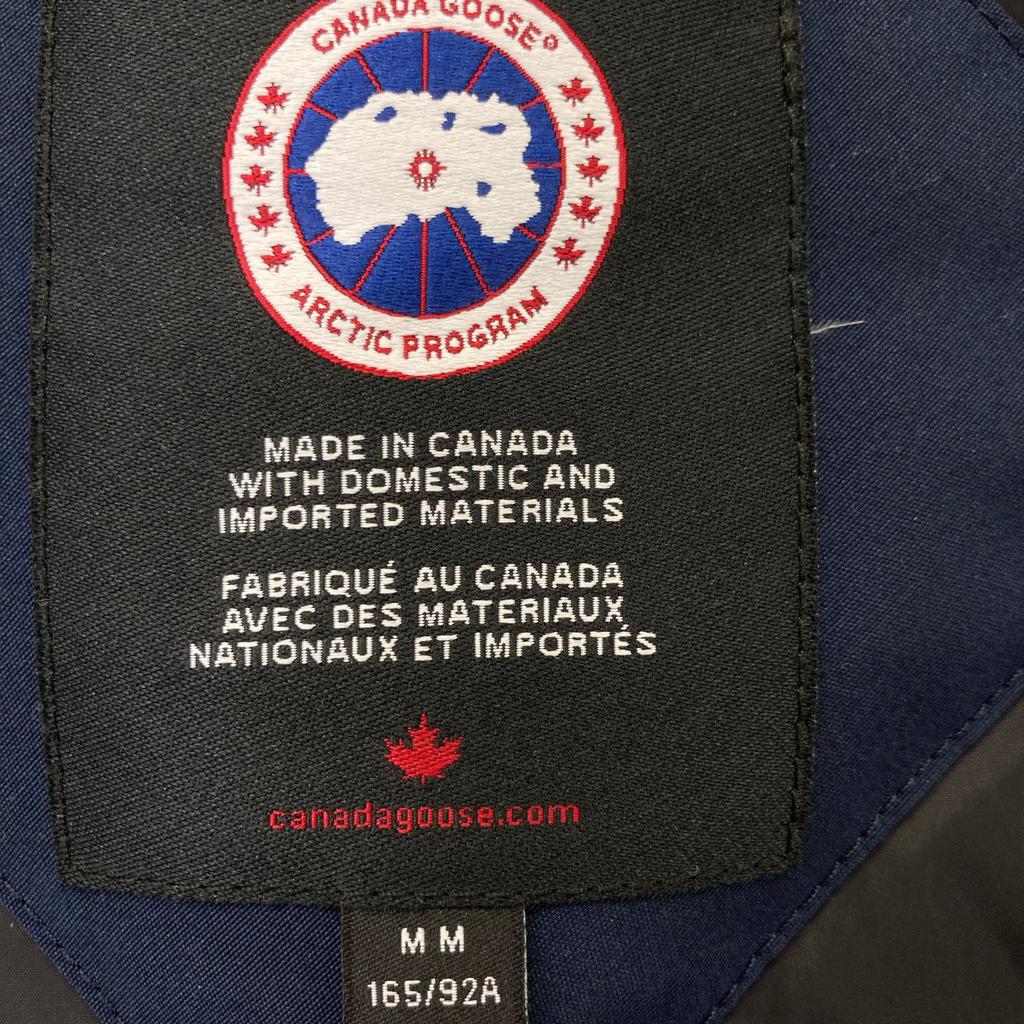 CANADA GOOSE®
ARCTIC PROGRAM
MADE IN CANADA
WITH DOMESTIC AND
IMPORTED MATERIALS
FABRIQUÉ AU CANADA
AVEC DES MATERIAUX
NATIONAUX ET IMPORTÉS
canadagoose.com
M M
165/92A